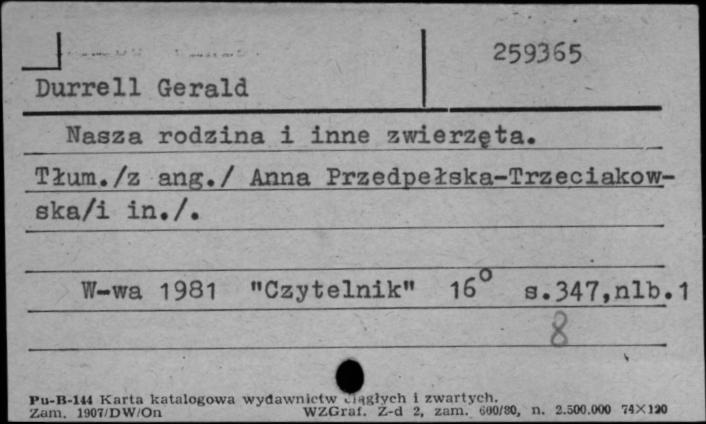 259365
Durrell Gerald
Nasza rodzina i inne zwierzęta.
Tłum./z ang./ Anna Przedpełska-Trzeciakow-
ska/i in./.
W-wa 1981 "Czytelnik" 16° s.347,nlb.1
8
Pu-B-144 Karta katalogowa wydawnictw ciągłych i zwartych.
Zam. 1907/DW/On WZGraf. Z-d 2, zam. 600/80, n. 2.500.000 74×120